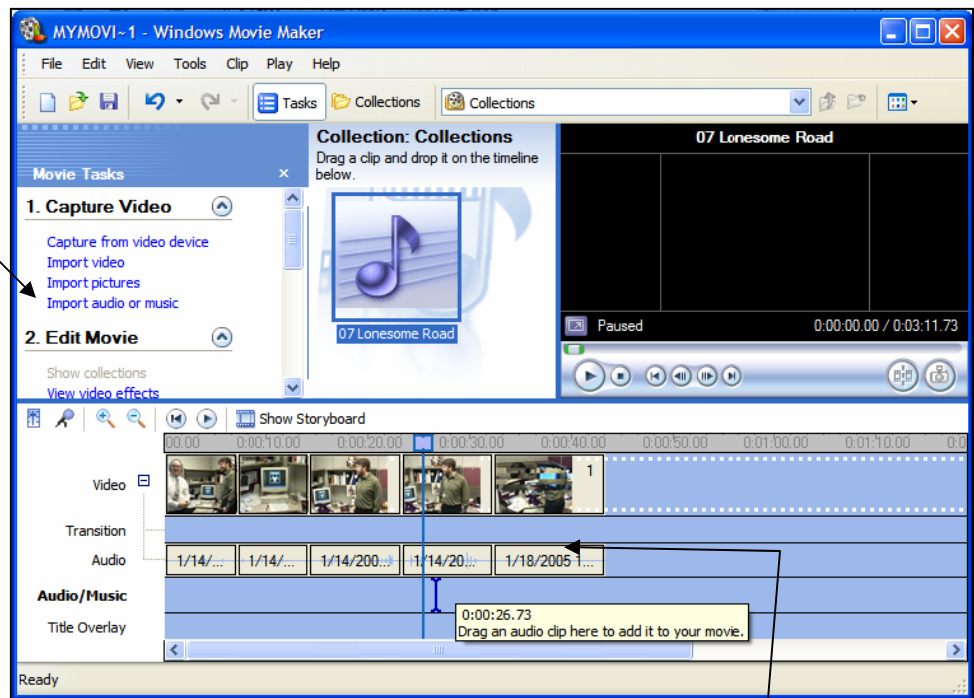 MYMOVI~1 - Windows Movie Maker
File Edit View Tools Clip Play Help
Tasks Collections Collections
Movie Tasks
1. Capture Video
Capture from video device
Import video
Import pictures
Import audio or music
2. Edit Movie
Show collections
View video effects
Collection: Collections
Drag a clip and drop it on the timeline
below.
07 Lonesome Road
07 Lonesome Road
Paused 0:00:00.00 / 0:03:11.73
Show Storyboard
00.00 0:00:10.00 0:00:20.00 0:00:30.00 0:00:40.00 0:00:50.00 0:01:00.00 0:01:10.00 0:0
Video 1
Transition
Audio 1/14/... 1/14/... 1/14/200... 1/14/20... 1/18/2005 1...
Audio/Music
0:00:26.73
Drag an audio clip here to add it to your movie.
Title Overlay
Ready